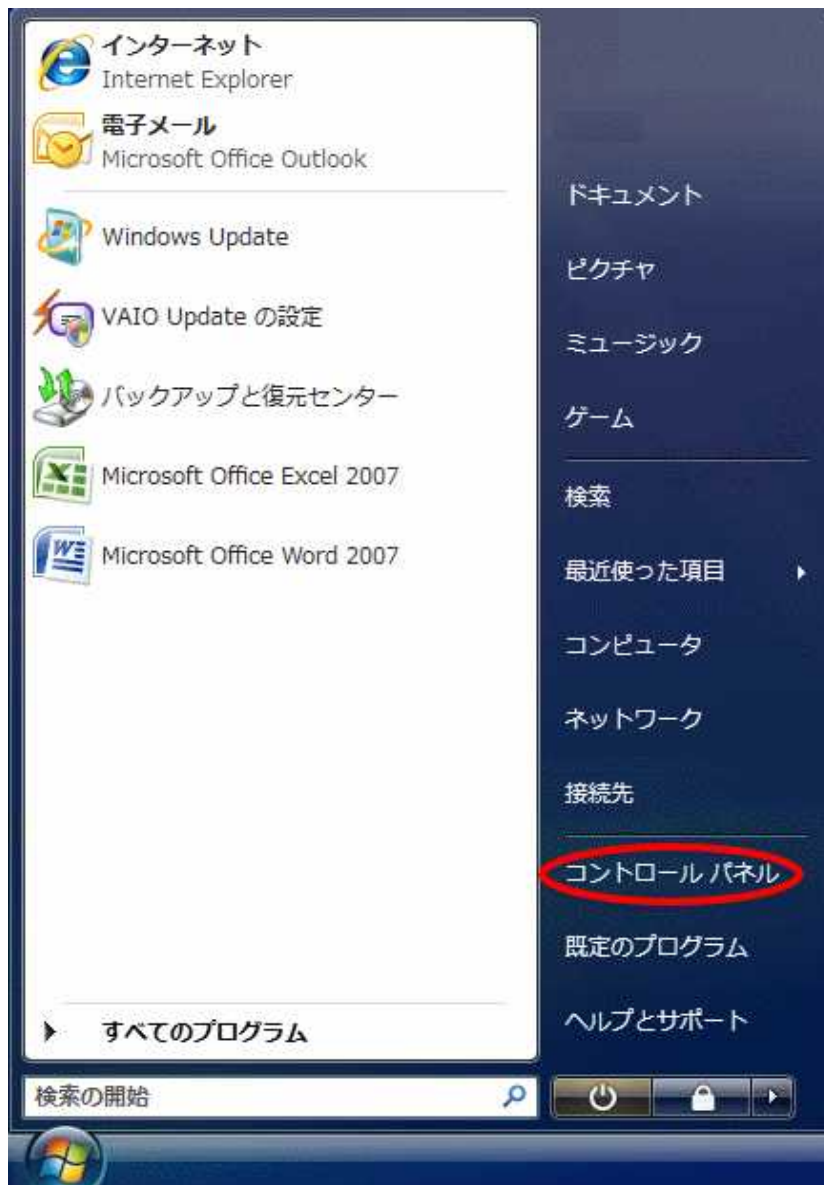 インターネット
Internet Explorer
電子メール
Microsoft Office Outlook
Windows Update
VAIO Update の設定
バックアップと復元センター
Microsoft Office Excel 2007
Microsoft Office Word 2007
すべてのプログラム
検索の開始
ドキュメント
ピクチャ
ミュージック
ゲーム
検索
最近使った項目
コンピュータ
ネットワーク
接続先
コントロール パネル
既定のプログラム
ヘルプとサポート